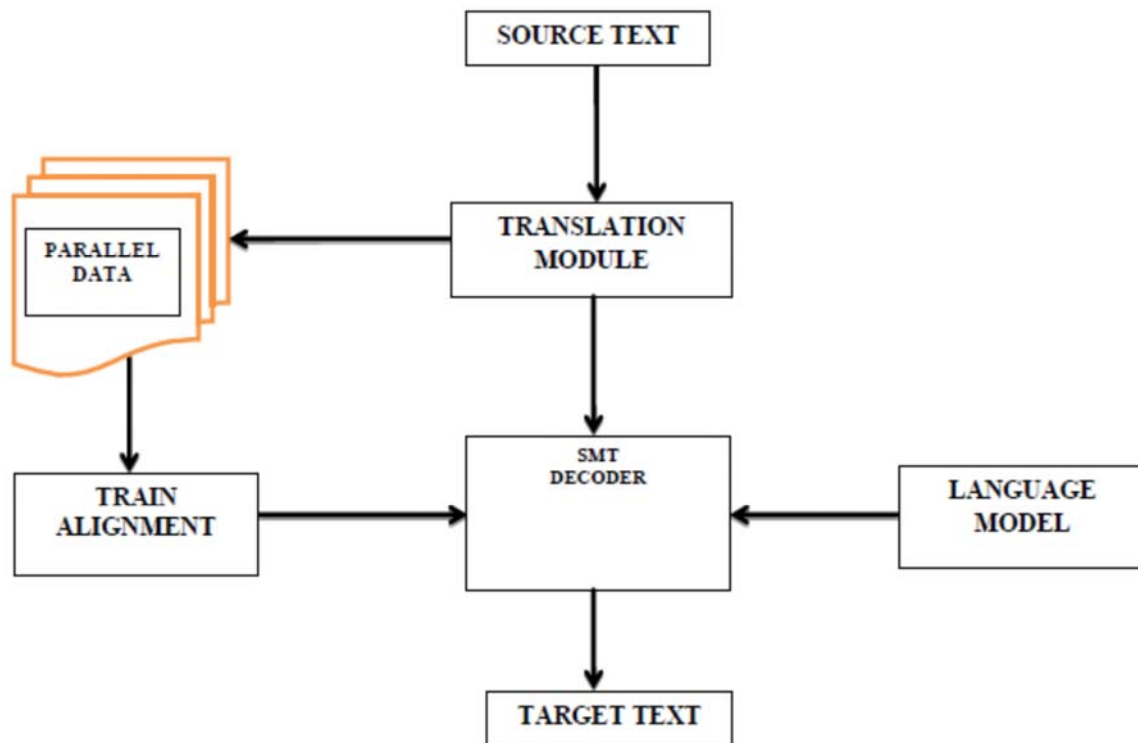 SOURCE TEXT
TRANSLATION
MODULE
PARALLEL
DATA
SMT
DECODER
TRAIN
ALIGNMENT
LANGUAGE
MODEL
TARGET TEXT